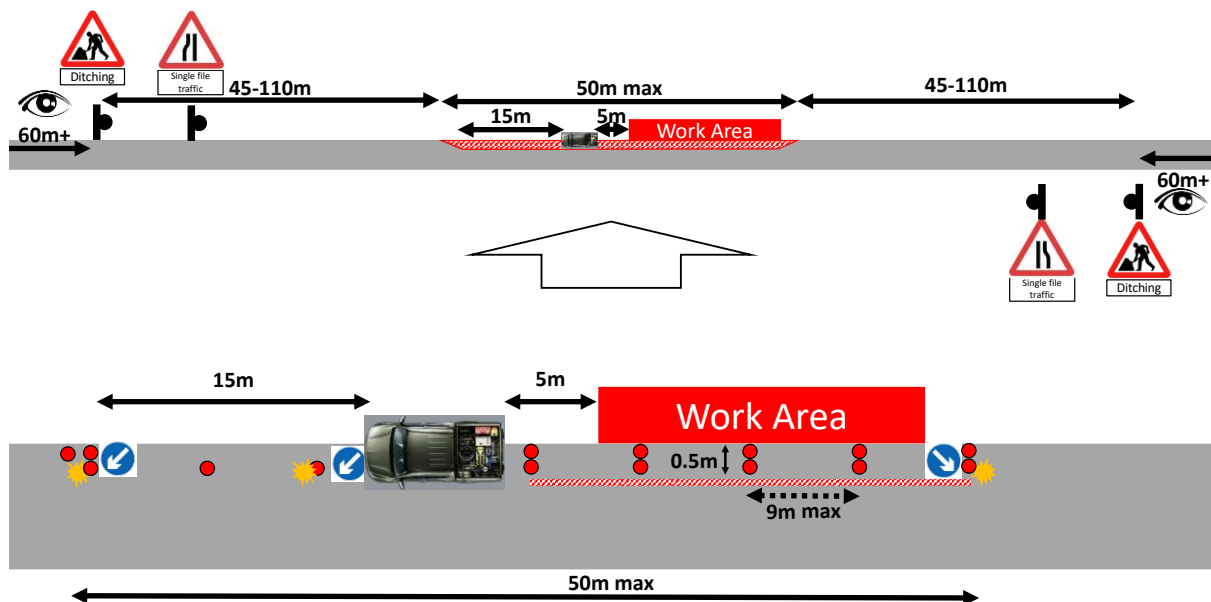 Ditching
Single file
traffic
45-110m
50m max
45-110m
60m+
15m
5m
Work Area
60m+
Single file
traffic
Ditching
15m
5m
Work Area
0.5m
9m max
50m max